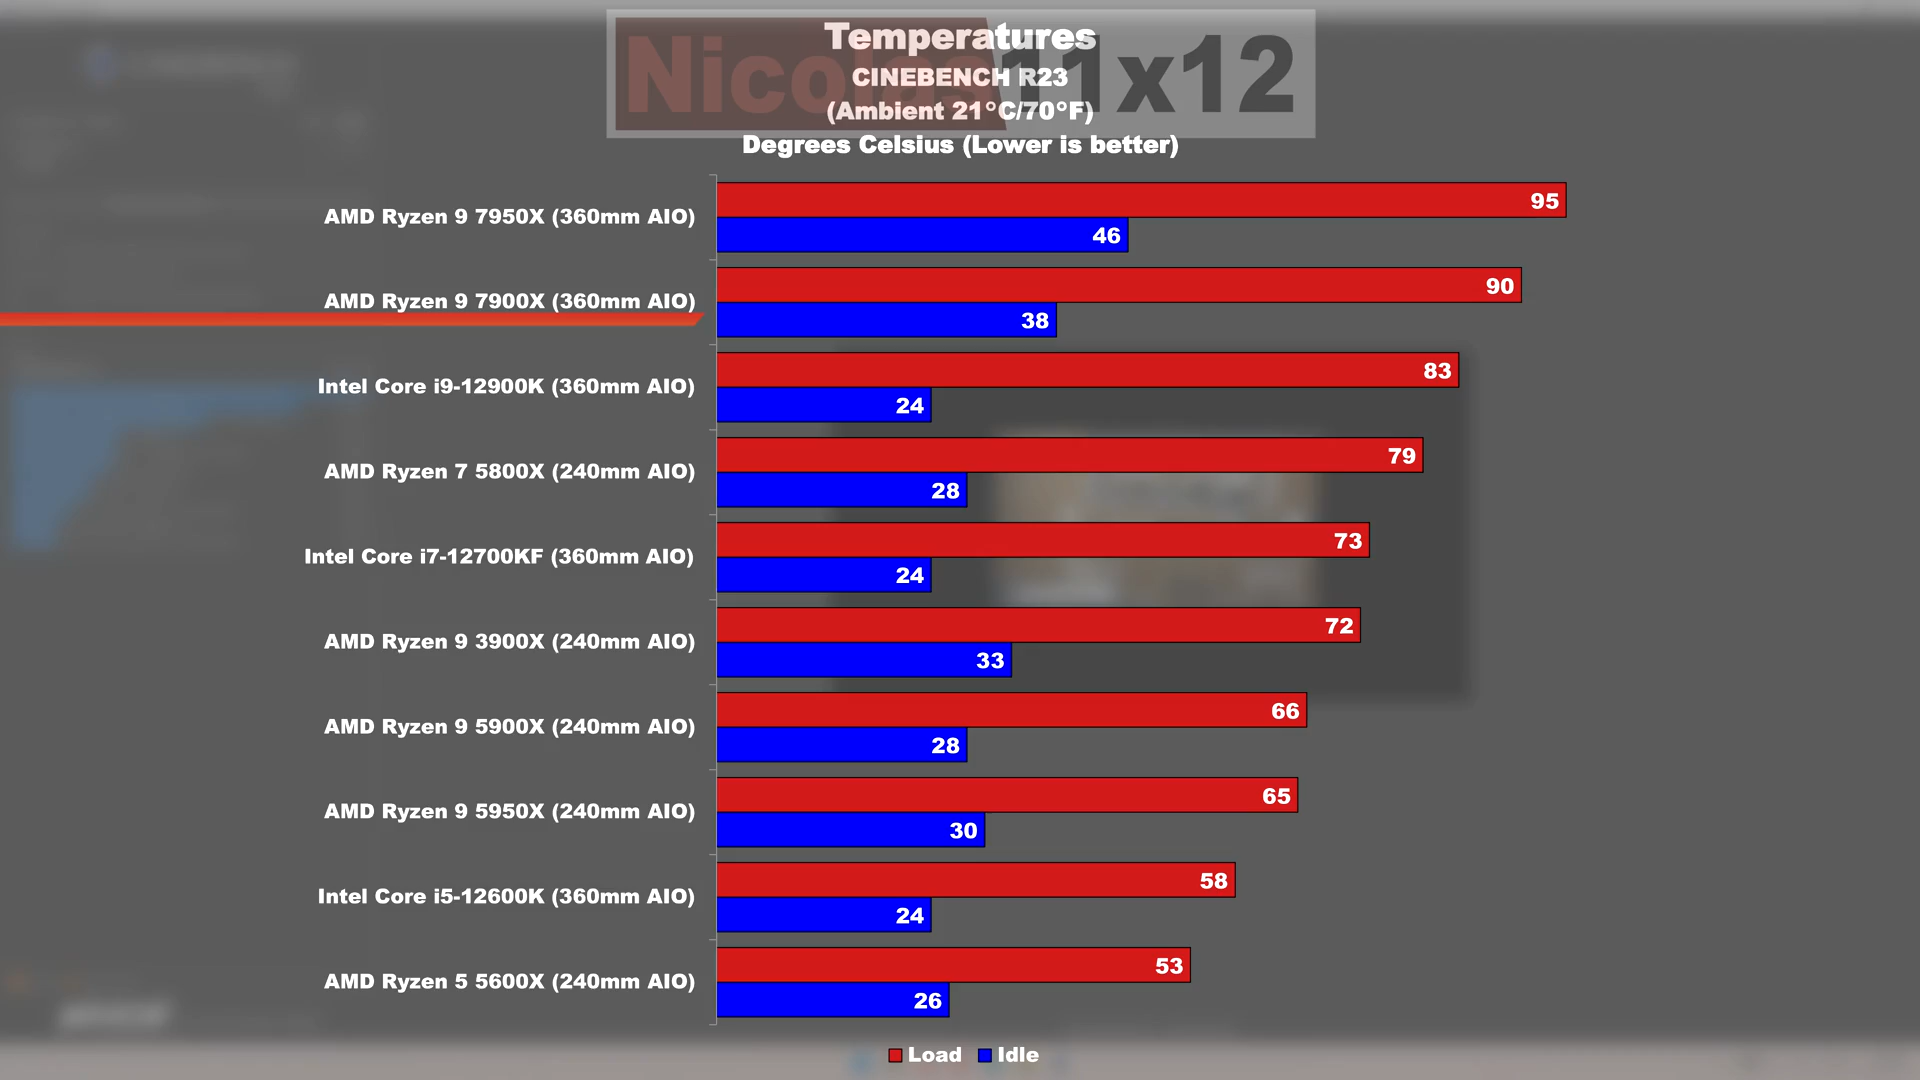 Nicolas11x12
Temperatures
CINEBENCH R23
(Ambient 21°C/70°F)
Degrees Celsius (Lower is better)
AMD Ryzen 9 7950X (360mm AIO)
95
46
AMD Ryzen 9 7900X (360mm AIO)
90
38
Intel Core i9-12900K (360mm AIO)
83
24
AMD Ryzen 7 5800X (240mm AIO)
79
28
Intel Core i7-12700KF (360mm AIO)
73
24
AMD Ryzen 9 3900X (240mm AIO)
72
33
AMD Ryzen 9 5900X (240mm AIO)
66
28
AMD Ryzen 9 5950X (240mm AIO)
65
30
Intel Core i5-12600K (360mm AIO)
58
24
AMD Ryzen 5 5600X (240mm AIO)
53
26
Load Idle